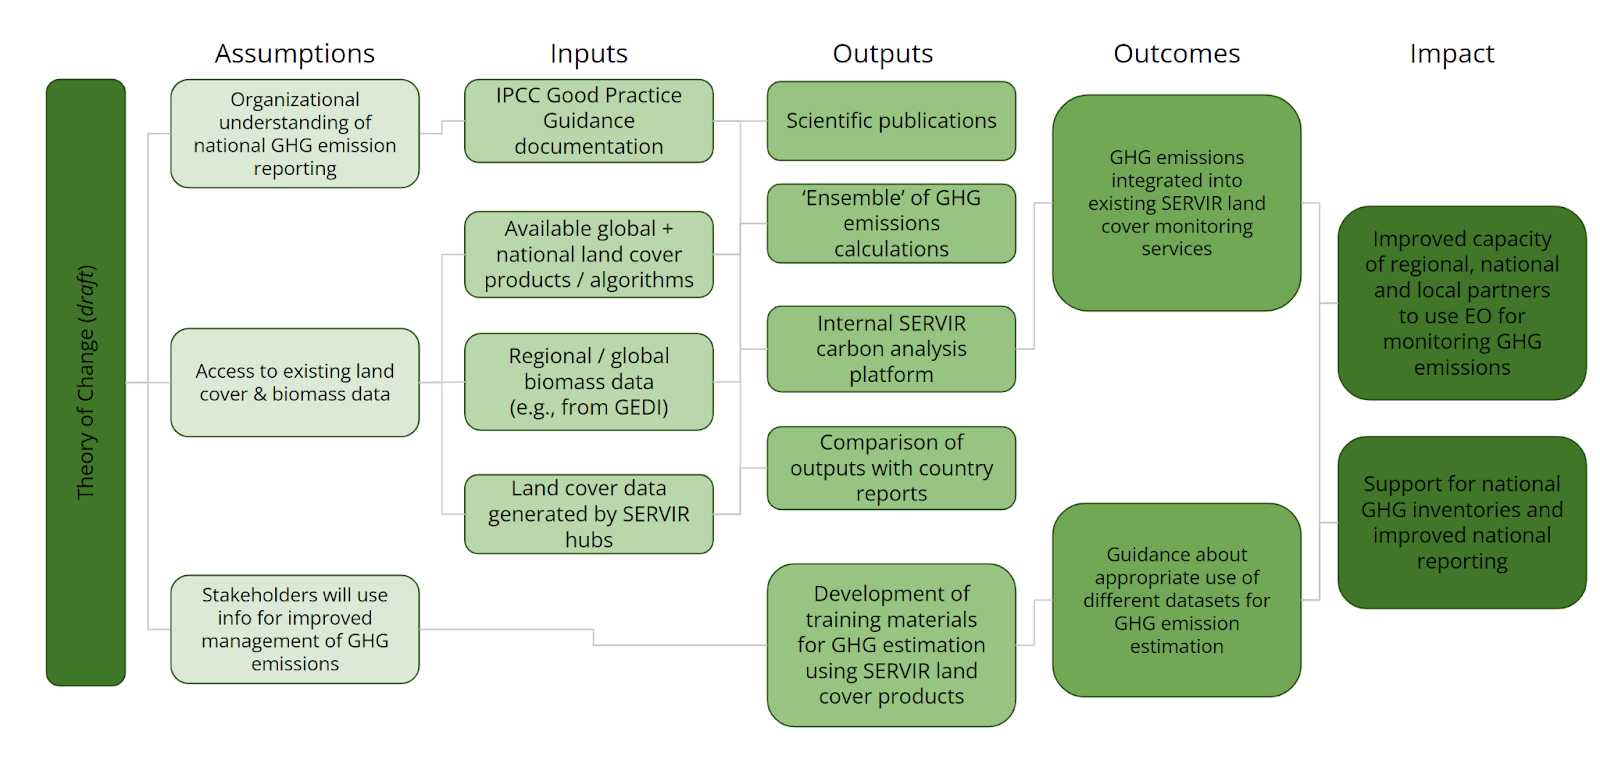 Assumptions
Inputs
Outputs
Outcomes
Impact
Theory of Change (draft)
Organizational
understanding of
national GHG emission
reporting
Access to existing land
cover & biomass data
Stakeholders will use
info for improved
management of GHG
emissions
IPCC Good Practice
Guidance
documentation
Available global +
national land cover
products / algorithms
Regional / global
biomass data
(e.g., from GEDI)
Land cover data
generated by SERVIR
hubs
Scientific publications
‘Ensemble’ of GHG
emissions
calculations
Internal SERVIR
carbon analysis
platform
Comparison of
outputs with country
reports
Development of
training materials
for GHG estimation
using SERVIR land
cover products
GHG emissions
integrated into
existing SERVIR land
cover monitoring
services
Guidance about
appropriate use of
different datasets for
GHG emission
estimation
Improved capacity
of regional, national
and local partners
to use EO for
monitoring GHG
emissions
Support for national
GHG inventories and
improved national
reporting